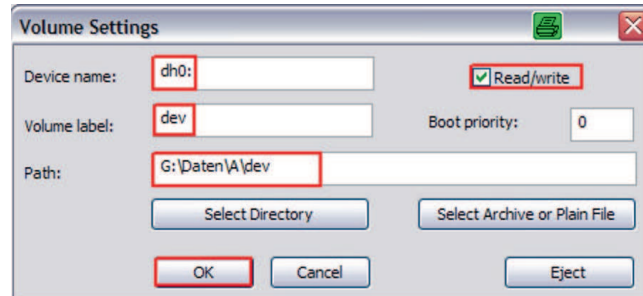 Volume Settings
Device name: dh0: Read/write
Volume label: dev Boot priority: 0
Path: G:\Daten\A\dev
Select Directory Select Archive or Plain File
OK Cancel Eject